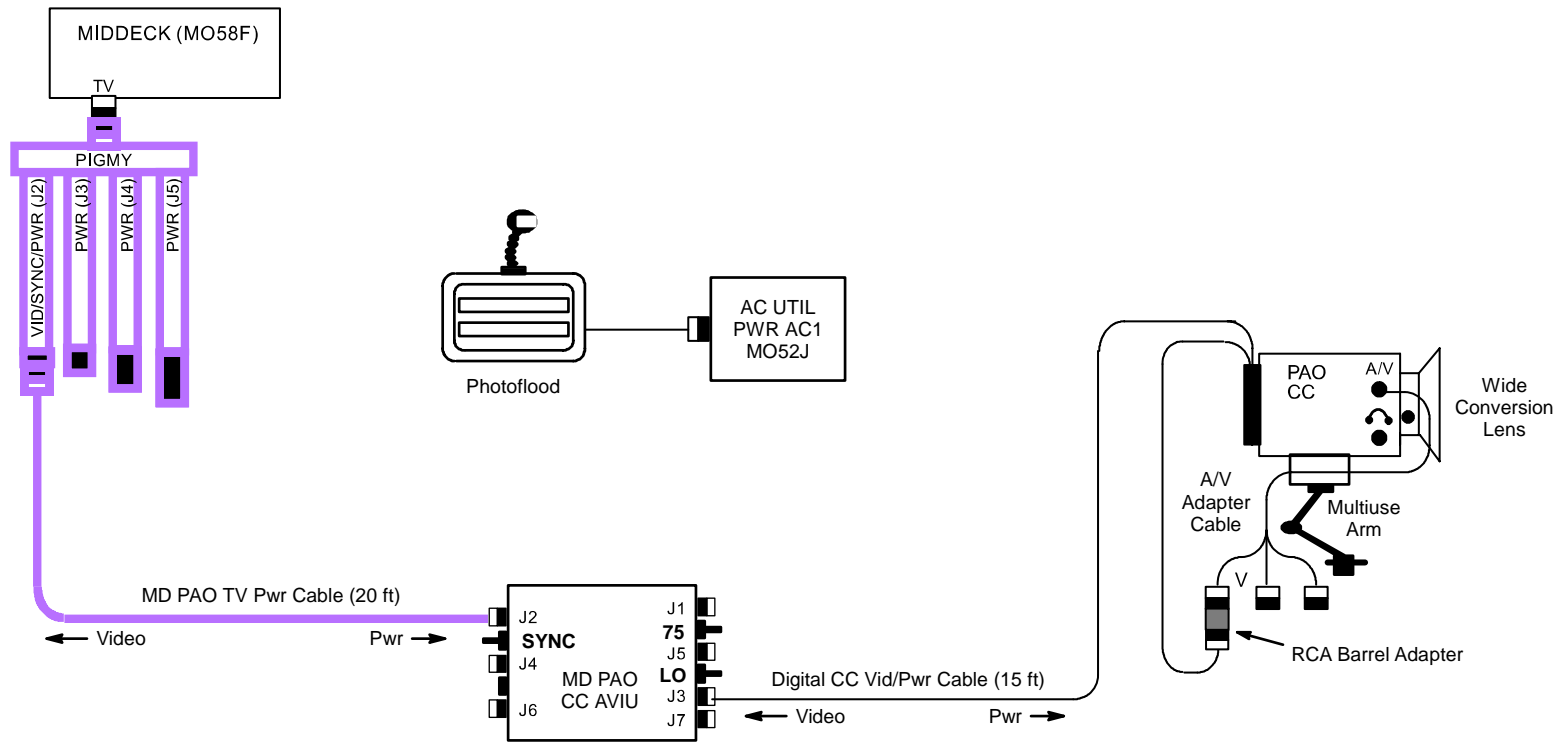 MIDDECK (MO58F)
TV
PIGMY
VID/SYNC/PWR (J2)
PWR (J3)
PWR (J4)
PWR (J5)
Photoflood
AC UTIL
PWR AC1
MO52J
PAO
CC
A/V
Wide
Conversion
Lens
A/V
Adapter
Cable
Multiuse
Arm
V
RCA Barrel Adapter
MD PAO TV Pwr Cable (20 ft)
Video
Pwr
J2
SYNC
J4
J6
MD PAO
CC AVIU
J1
75
J5
LO
J3
J7
Digital CC Vid/Pwr Cable (15 ft)
Video
Pwr